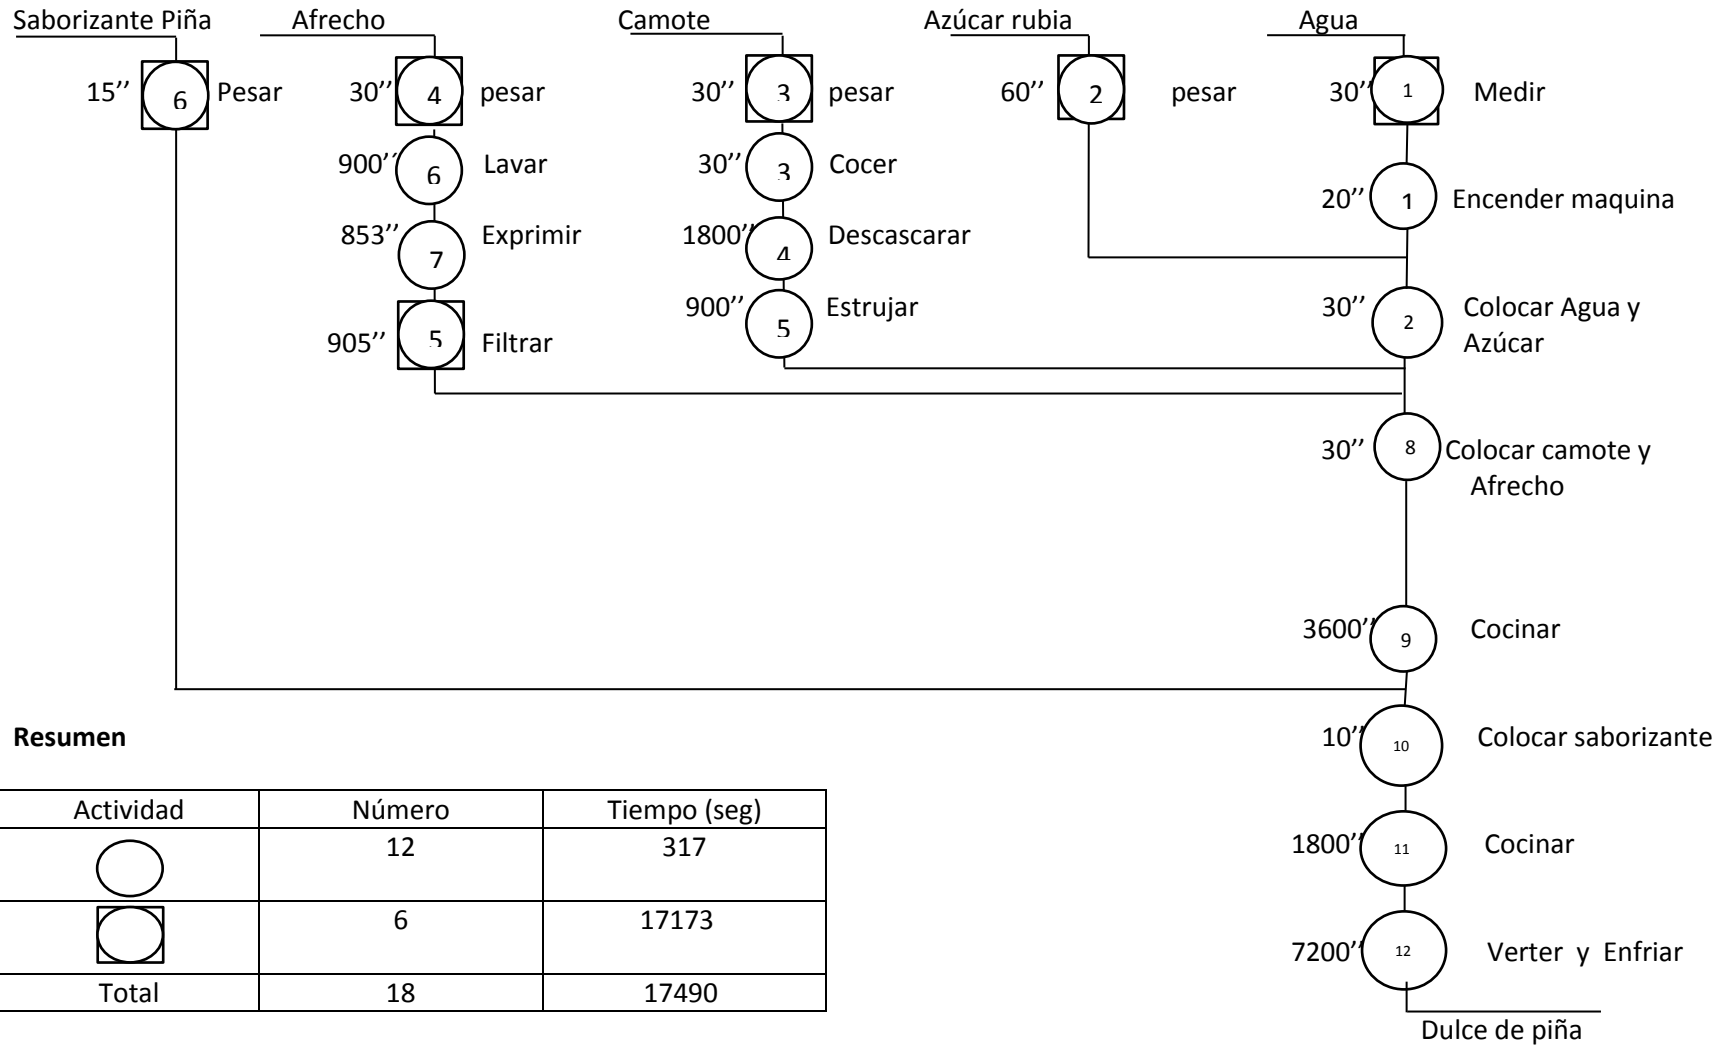 Saborizante Piña Afrecho Camote Azúcar rubia Agua
15’’ 6 Pesar 30’’ 4 pesar 30’’ 3 pesar 60’’ 2 pesar 30’’ 1 Medir
900’’ 6 Lavar 30’’ 3 Cocer
20’’ 1 Encender maquina
853’’ 7 Exprimir 1800’’ 4 Descascarar
900’’ 5 Estrujar 30’’ 2 Colocar Agua y
905’’ 5 Filtrar Azúcar
30’’ 8 Colocar camote y
Afrecho
3600’’ 9 Cocinar
Resumen 10’’ 10 Colocar saborizante
Actividad Número Tiempo (seg)
12 317
1800’’ 11 Cocinar
6 17173
7200’’ 12 Verter y Enfriar
Total 18 17490
Dulce de piña